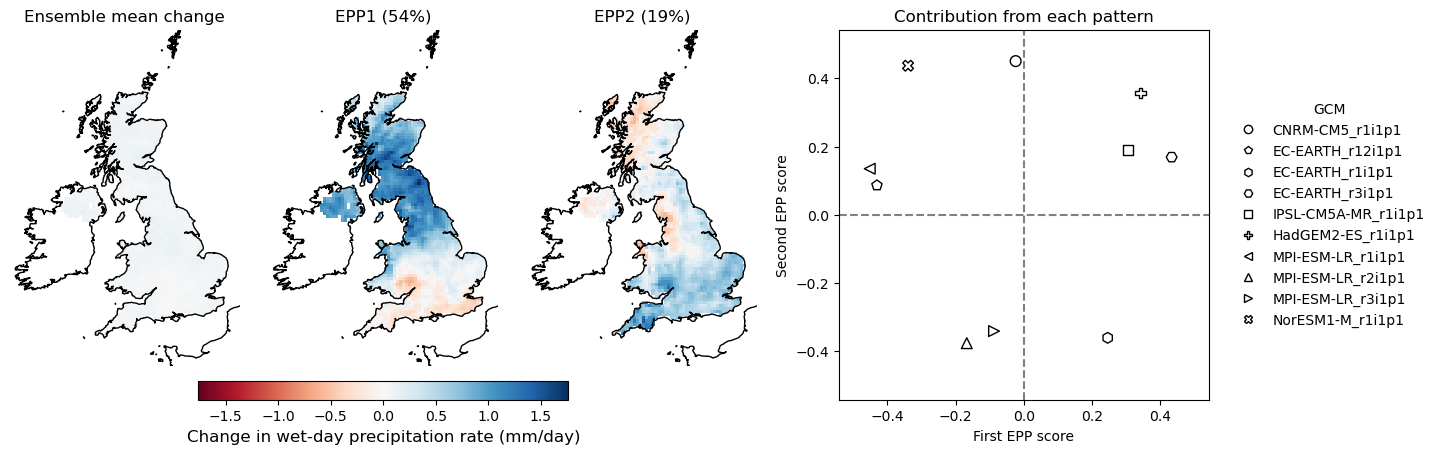 Ensemble mean change
EPP1 (54%)
EPP2 (19%)
Contribution from each pattern
0.4
0.2
0.0
−0.2
−0.4
Second EPP score
−0.4
−0.2
0.0
0.2
0.4
First EPP score
GCM
CNRM-CM5_r1i1p1
EC-EARTH_r12i1p1
EC-EARTH_r1i1p1
EC-EARTH_r3i1p1
IPSL-CM5A-MR_r1i1p1
HadGEM2-ES_r1i1p1
MPI-ESM-LR_r1i1p1
MPI-ESM-LR_r2i1p1
MPI-ESM-LR_r3i1p1
NorESM1-M_r1i1p1
−1.5
−1.0
−0.5
0.0
0.5
1.0
1.5
Change in wet-day precipitation rate (mm/day)